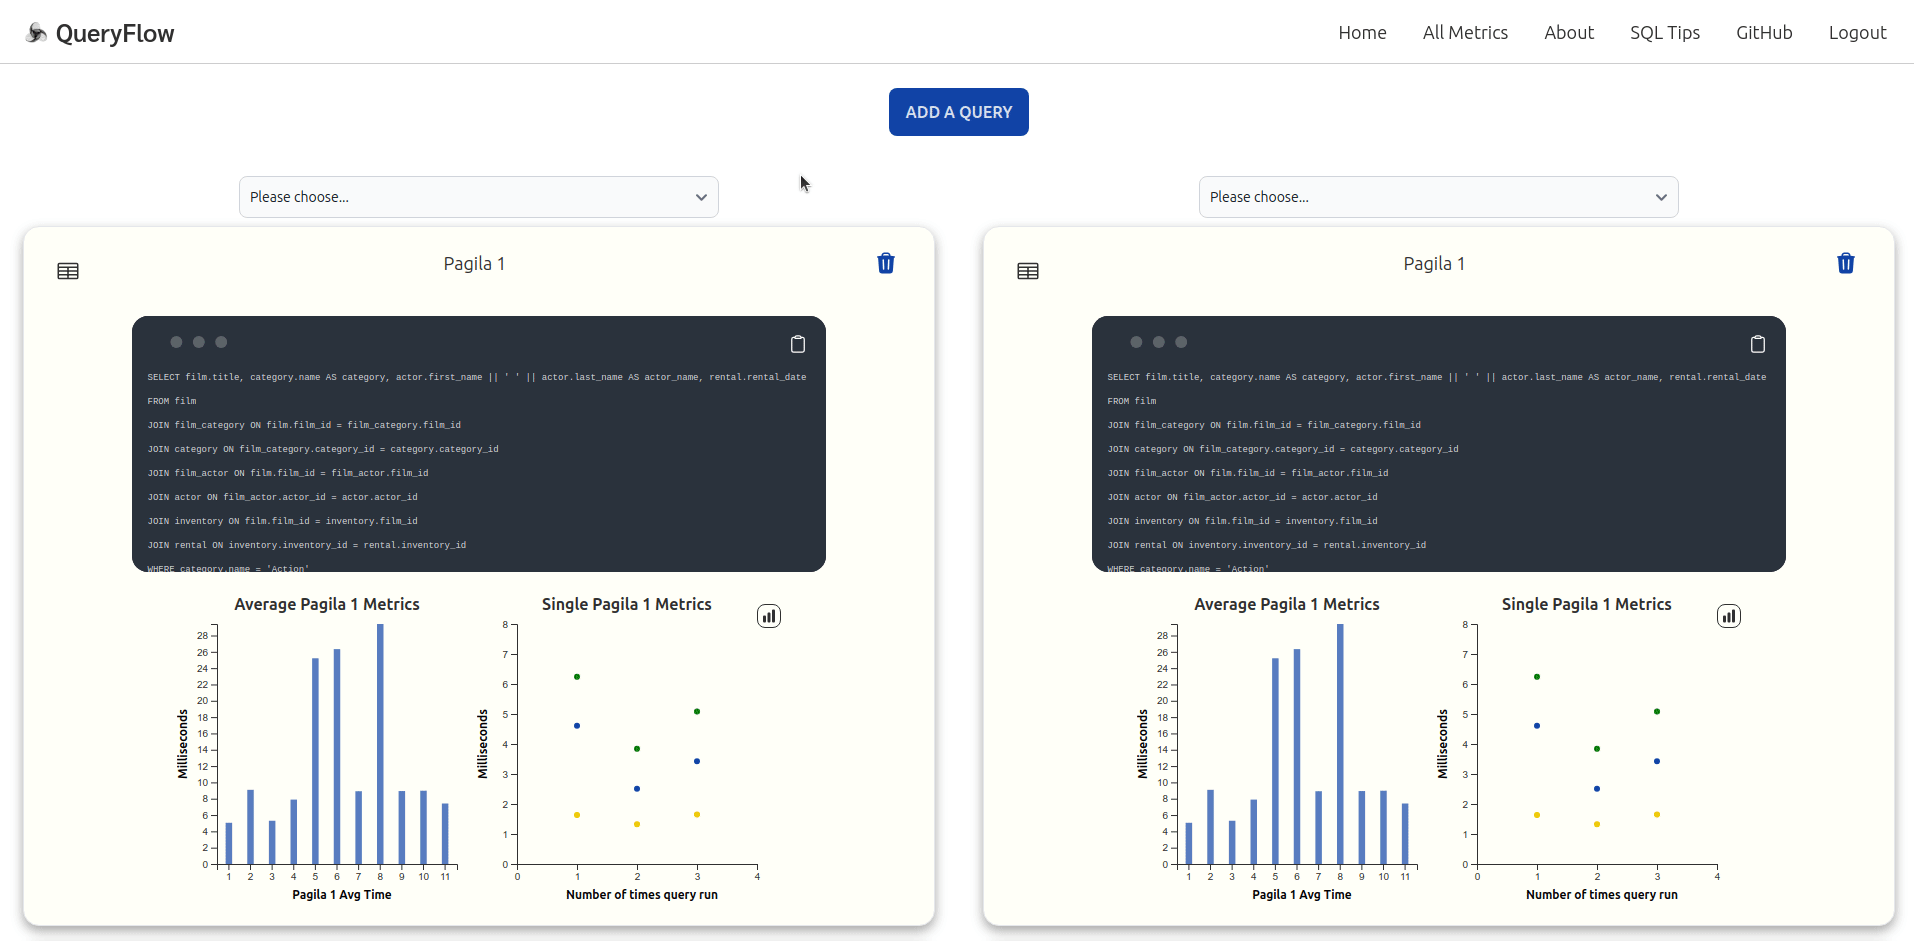 QueryFlow
Home
All Metrics
About
SQL Tips
GitHub
Logout
ADD A QUERY
Please choose...
Please choose...
Pagila 1
SELECT film.title, category.name AS category, actor.first_name || ' ' || actor.last_name AS actor_name, rental.rental_date
FROM film
JOIN film_category ON film.film_id = film_category.film_id
JOIN category ON film_category.category_id = category.category_id
JOIN film_actor ON film.film_id = film_actor.film_id
JOIN actor ON film_actor.actor_id = actor.actor_id
JOIN inventory ON film.film_id = inventory.film_id
JOIN rental ON inventory.inventory_id = rental.inventory_id
WHERE category.name = 'Action'
Average Pagila 1 Metrics
Milliseconds
28
26
24
22
20
18
16
14
12
10
8
6
4
2
0
1 2 3 4 5 6 7 8 9 10 11
Pagila 1 Avg Time
Single Pagila 1 Metrics
Milliseconds
8
7
6
5
4
3
2
1
0
0 1 2 3 4
Number of times query run
Pagila 1
SELECT film.title, category.name AS category, actor.first_name || ' ' || actor.last_name AS actor_name, rental.rental_date
FROM film
JOIN film_category ON film.film_id = film_category.film_id
JOIN category ON film_category.category_id = category.category_id
JOIN film_actor ON film.film_id = film_actor.film_id
JOIN actor ON film_actor.actor_id = actor.actor_id
JOIN inventory ON film.film_id = inventory.film_id
JOIN rental ON inventory.inventory_id = rental.inventory_id
WHERE category.name = 'Action'
Average Pagila 1 Metrics
Milliseconds
28
26
24
22
20
18
16
14
12
10
8
6
4
2
0
1 2 3 4 5 6 7 8 9 10 11
Pagila 1 Avg Time
Single Pagila 1 Metrics
Milliseconds
8
7
6
5
4
3
2
1
0
0 1 2 3 4
Number of times query run